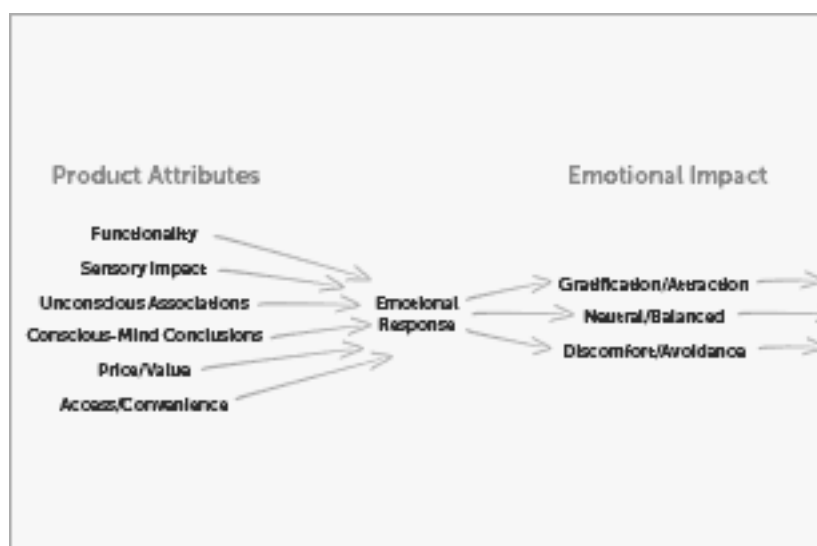 Product Attributes
Emotional Impact
Functionality
Sensory Impact
Unconscious Associations
Conscious-Mind Conclusions
Price/Value
Access/Convenience
Emotional
Response
Gratification/Attraction
Neutral/Balanced
Discomfort/Avoidance